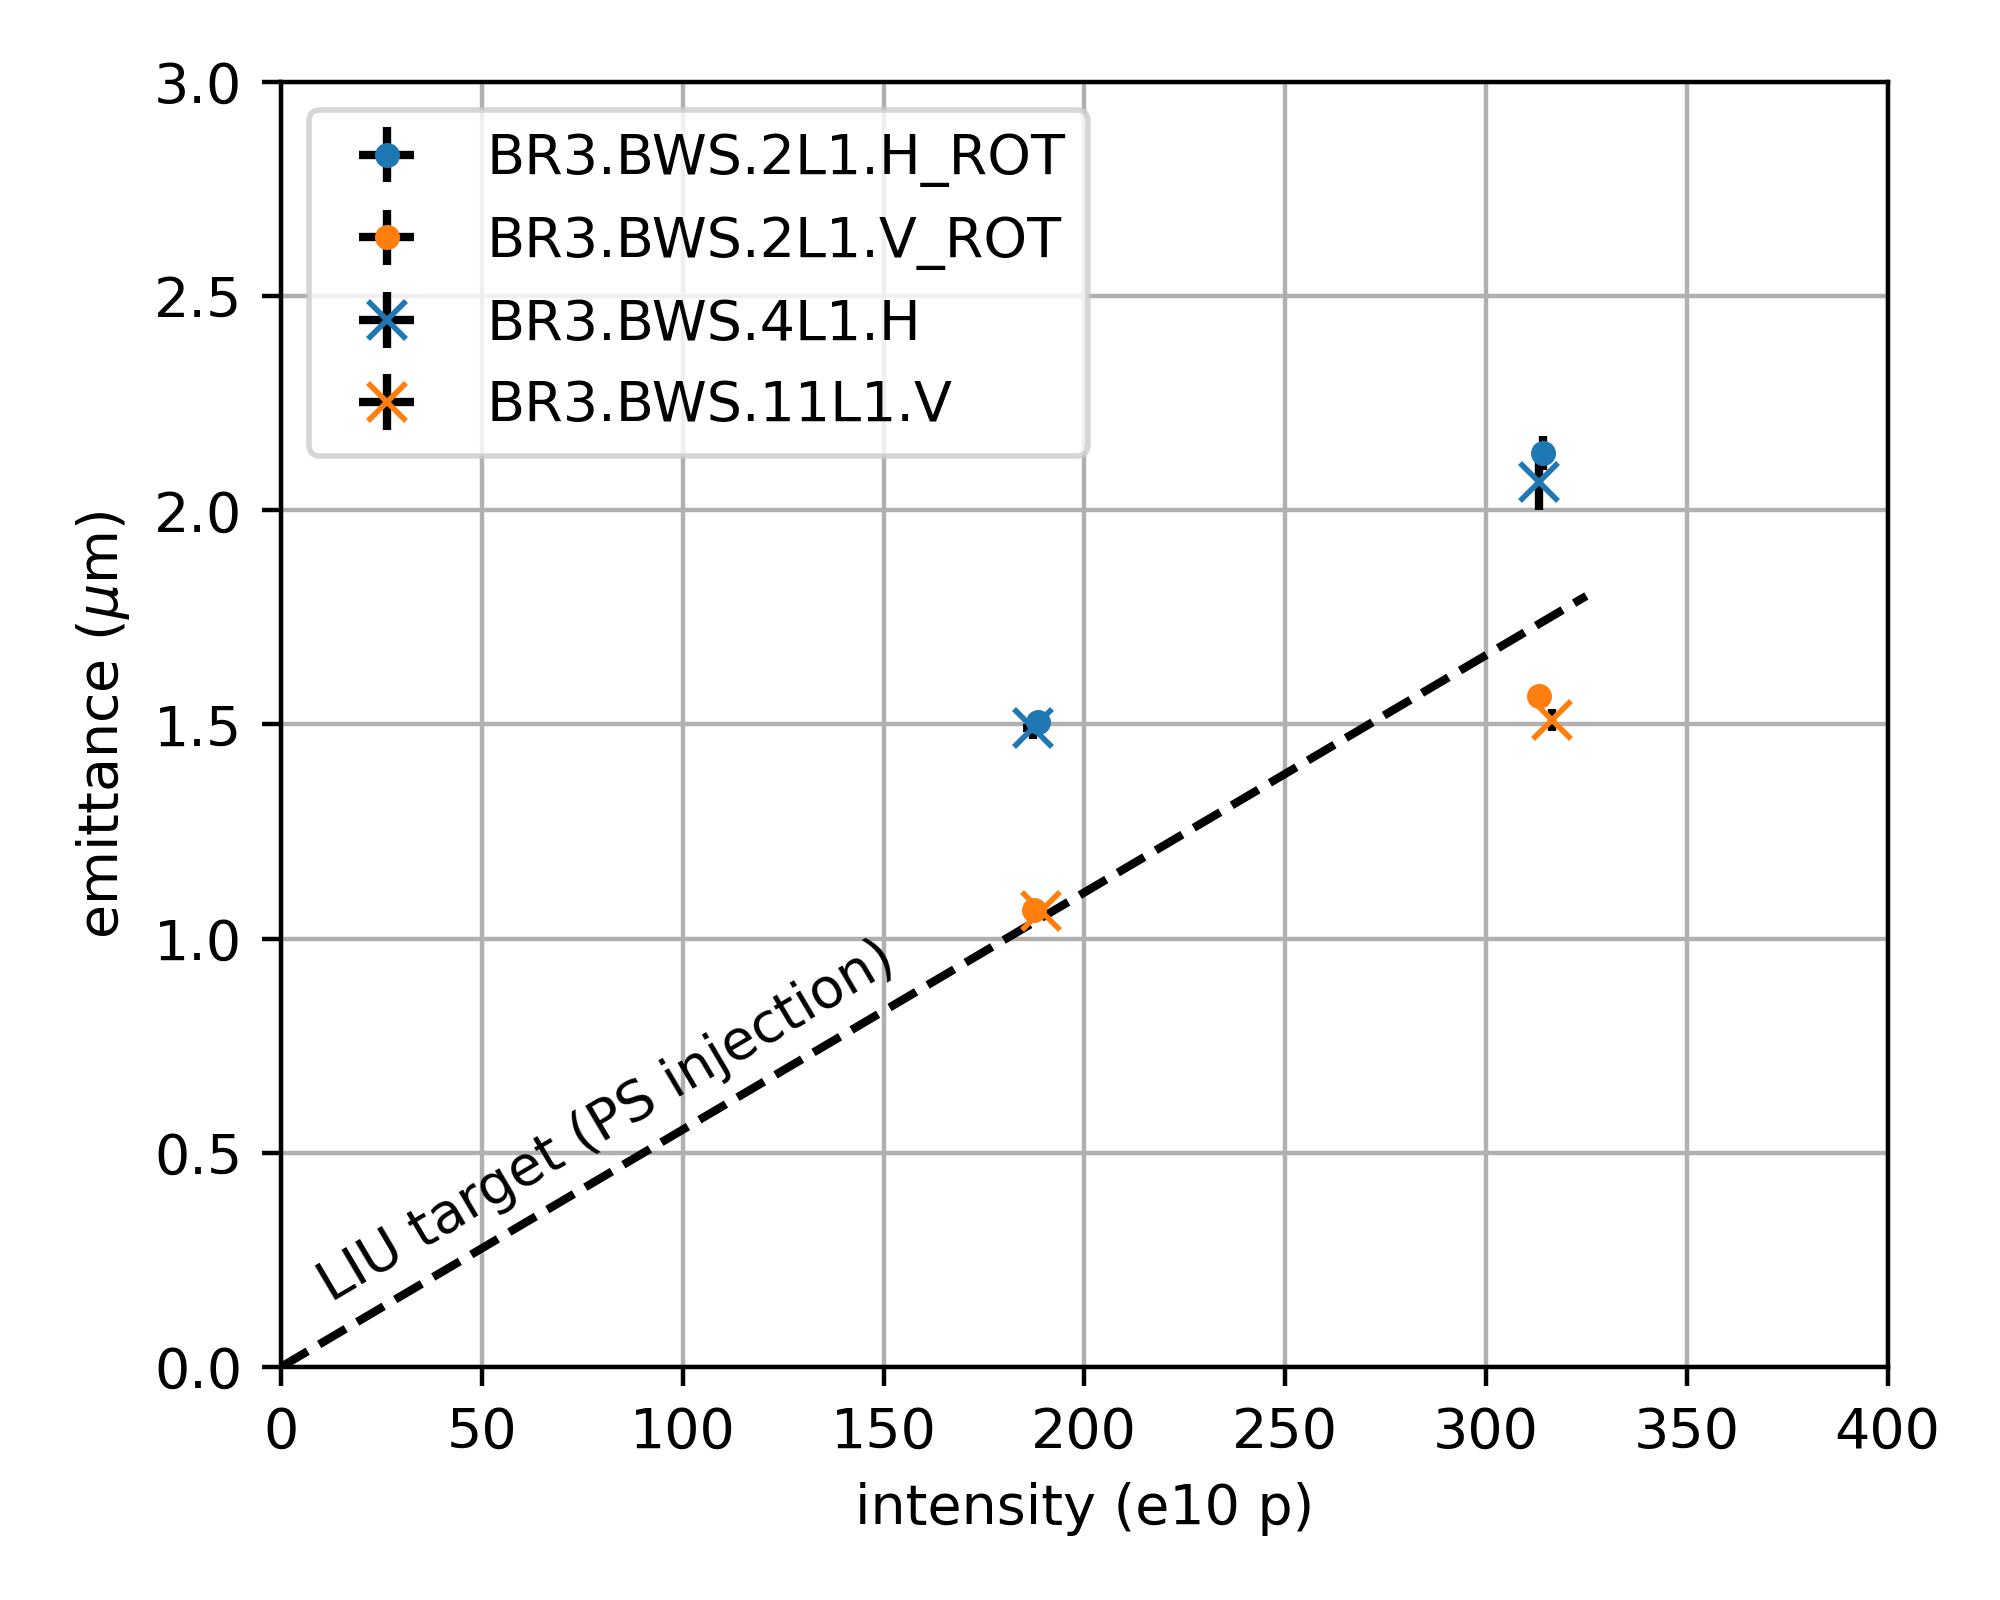 3.0
2.5
2.0
1.5
1.0
0.5
0.0
emittance (μm)
BR3.BWS.2L1.H_ROT
BR3.BWS.2L1.V_ROT
BR3.BWS.4L1.H
BR3.BWS.11L1.V
LIU target (PS injection)
0 50 100 150 200 250 300 350 400
intensity (e10 p)